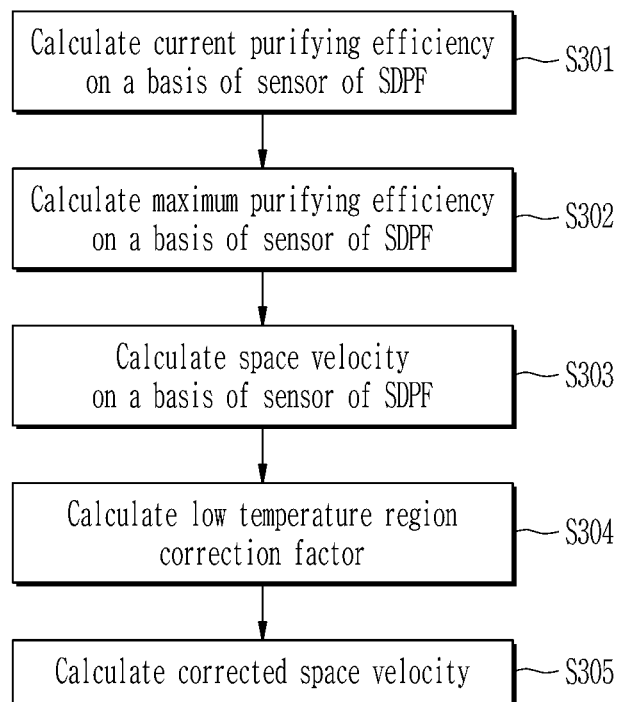 Calculate current purifying efficiency
on a basis of sensor of SDPF
S301
Calculate maximum purifying efficiency
on a basis of sensor of SDPF
S302
Calculate space velocity
on a basis of sensor of SDPF
S303
Calculate low temperature region
correction factor
S304
Calculate corrected space velocity
S305